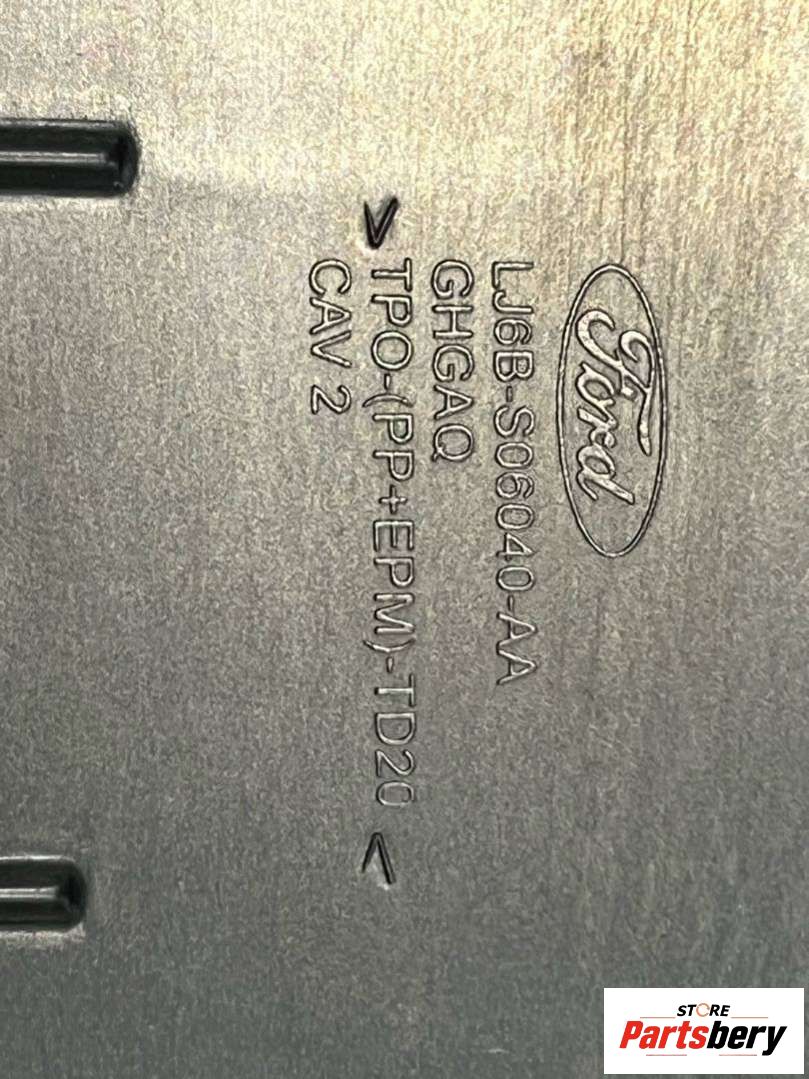 Ford
LJ6B-S06040-AA
GHGAQ
>TPO-(PP+EPM)-TD20<
CAV 2
STORE
Partsbery